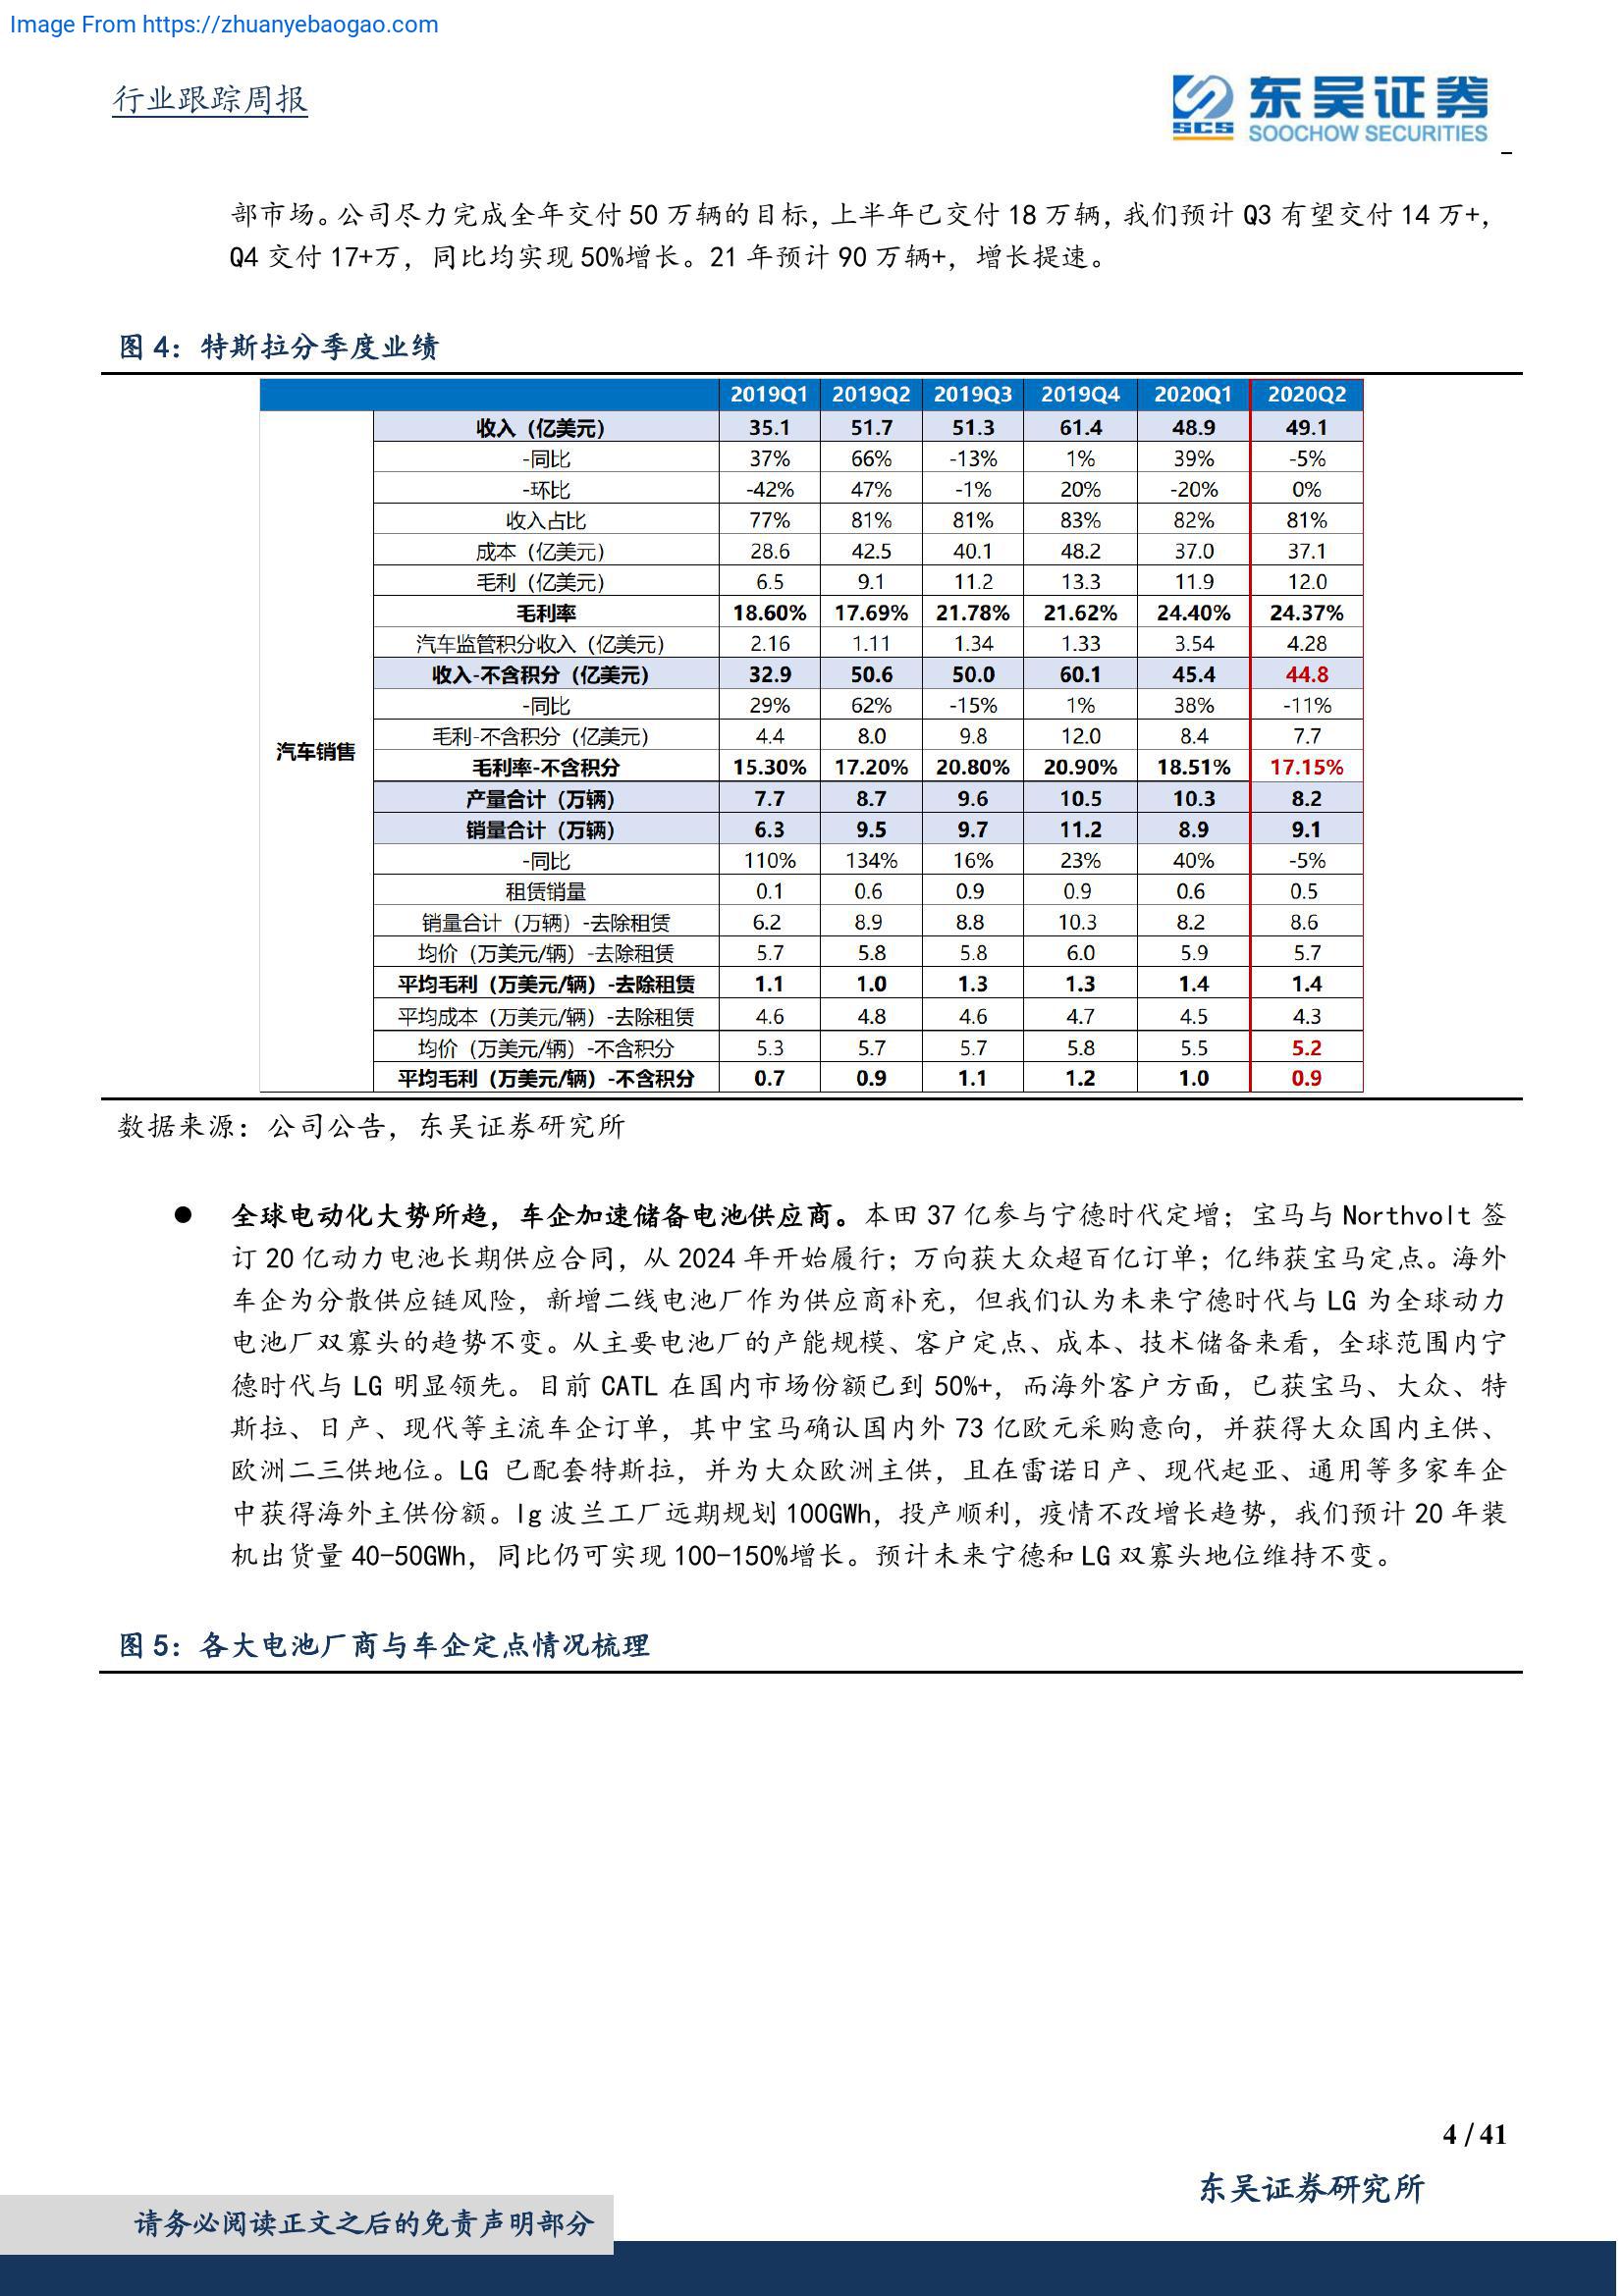 Image From https://zhuanyebaogao.com
行业跟踪周报
东吴证券
SCS
SOOCHOW SECURITIES
部市场。公司尽力完成全年交付 50 万辆的目标，上半年已交付 18 万辆，我们预计 Q3 有望交付 14 万+，
Q4 交付 17+万，同比均实现 50%增长。21 年预计 90 万辆+，增长提速。
图 4：特斯拉分季度业绩
2019Q1 2019Q2 2019Q3 2019Q4 2020Q1 2020Q2
收入（亿美元） 35.1 51.7 51.3 61.4 48.9 49.1
-同比 37% 66% -13% 1% 39% -5%
-环比 -42% 47% -1% 20% -20% 0%
收入占比 77% 81% 81% 83% 82% 81%
成本（亿美元） 28.6 42.5 40.1 48.2 37.0 37.1
毛利（亿美元） 6.5 9.1 11.2 13.3 11.9 12.0
毛利率 18.60% 17.69% 21.78% 21.62% 24.40% 24.37%
汽车监管积分收入（亿美元） 2.16 1.11 1.34 1.33 3.54 4.28
收入-不含积分（亿美元） 32.9 50.6 50.0 60.1 45.4 44.8
-同比 29% 62% -15% 1% 38% -11%
毛利-不含积分（亿美元） 4.4 8.0 9.8 12.0 8.4 7.7
汽车销售
毛利率-不含积分 15.30% 17.20% 20.80% 20.90% 18.51% 17.15%
产量合计（万辆） 7.7 8.7 9.6 10.5 10.3 8.2
销量合计（万辆） 6.3 9.5 9.7 11.2 8.9 9.1
-同比 110% 134% 16% 23% 40% -5%
租赁销量 0.1 0.6 0.9 0.9 0.6 0.5
销量合计（万辆）-去除租赁 6.2 8.9 8.8 10.3 8.2 8.6
均价（万美元/辆）-去除租赁 5.7 5.8 5.8 6.0 5.9 5.7
平均毛利（万美元/辆）-去除租赁 1.1 1.0 1.3 1.3 1.4 1.4
平均成本（万美元/辆）-去除租赁 4.6 4.8 4.6 4.7 4.5 4.3
均价（万美元/辆）-不含积分 5.3 5.7 5.7 5.8 5.5 5.2
平均毛利（万美元/辆）-不含积分 0.7 0.9 1.1 1.2 1.0 0.9
数据来源：公司公告，东吴证券研究所
● 全球电动化大势所趋，车企加速储备电池供应商。本田 37 亿参与宁德时代定增；宝马与 Northvolt 签
订 20 亿动力电池长期供应合同，从 2024 年开始履行；万向获大众超百亿订单；亿纬获宝马定点。海外
车企为分散供应链风险，新增二线电池厂作为供应商补充，但我们认为未来宁德时代与 LG 为全球动力
电池厂双寡头的趋势不变。从主要电池厂的产能规模、客户定点、成本、技术储备来看，全球范围内宁
德时代与 LG 明显领先。目前 CATL 在国内市场份额已到 50%+，而海外客户方面，已获宝马、大众、特
斯拉、日产、现代等主流车企订单，其中宝马确认国内外 73 亿欧元采购意向，并获得大众国内主供、
欧洲二三供地位。LG 已配套特斯拉，并为大众欧洲主供，且在雷诺日产、现代起亚、通用等多家车企
中获得海外主供份额。lg 波兰工厂远期规划 100GWh，投产顺利，疫情不改增长趋势，我们预计 20 年装
机出货量 40-50GWh，同比仍可实现 100-150%增长。预计未来宁德和 LG 双寡头地位维持不变。
图 5：各大电池厂商与车企定点情况梳理
4 / 41
东吴证券研究所
请务必阅读正文之后的免责声明部分